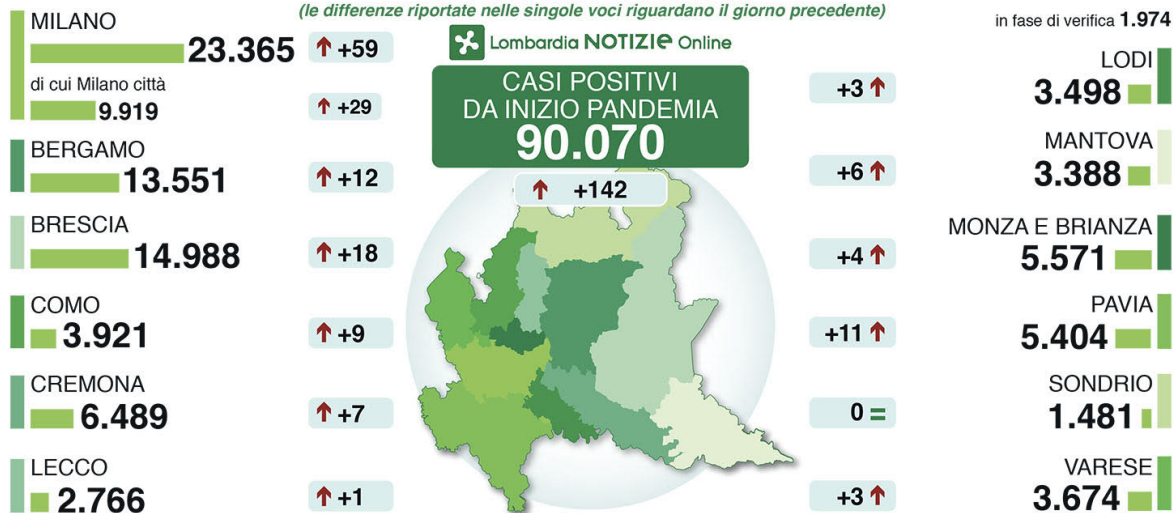 (le differenze riportate nelle singole voci riguardano il giorno precedente)
Lombardia NOTIZIE Online
CASI POSITIVI
DA INIZIO PANDEMIA
90.070
+142
MILANO
23.365 +59
di cui Milano città
9.919 +29
BERGAMO
13.551 +12
BRESCIA
14.988 +18
COMO
3.921 +9
CREMONA
6.489 +7
LECCO
2.766 +1
in fase di verifica 1.974
LODI
+3 3.498
MANTOVA
+6 3.388
MONZA E BRIANZA
+4 5.571
PAVIA
+11 5.404
SONDRIO
0 = 1.481
VARESE
+3 3.674